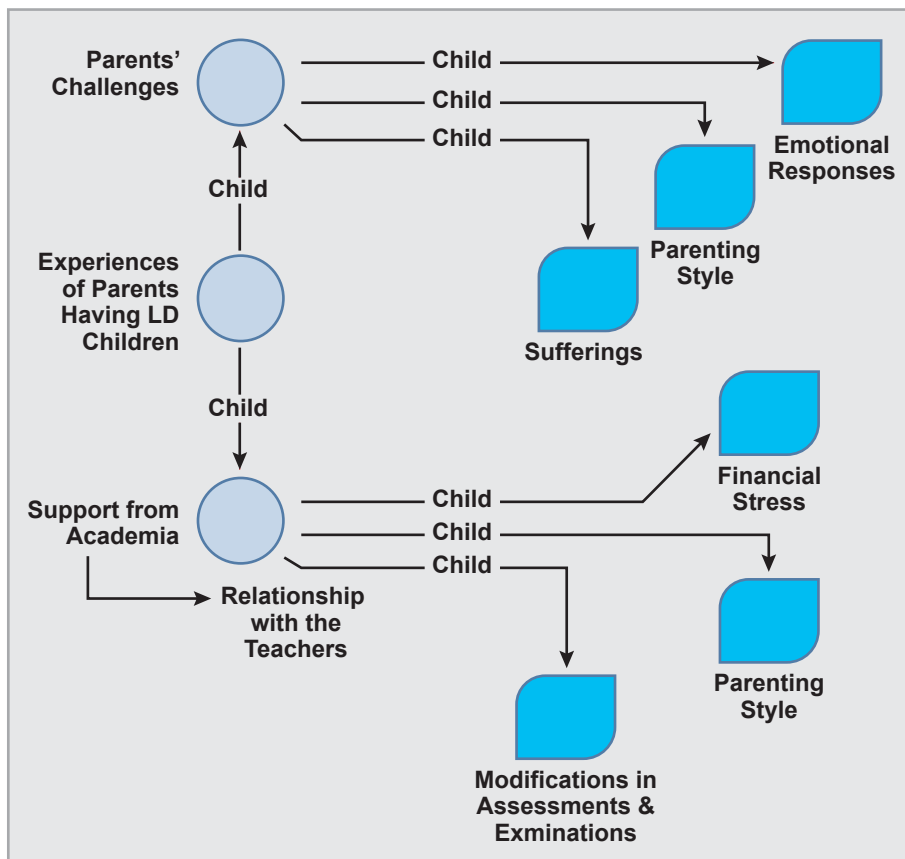 Parents'
Challenges
Child
Child
Child
Emotional
Responses
Parenting
Style
Sufferings
Child
Experiences
of Parents
Having LD
Children
Child
Financial
Stress
Support from
Academia
Child
Child
Child
Relationship
with the
Teachers
Parenting
Style
Modifications in
Assessments &
Exminations